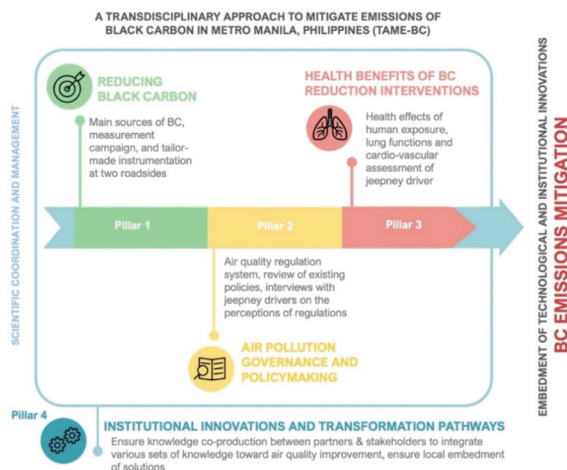 A TRANSDISCIPLINARY APPROACH TO MITIGATE EMISSIONS OF
BLACK CARBON IN METRO MANILA, PHILIPPINES (TAME-BC)
SCIENTIFIC COORDINATION AND MANAGEMENT
REDUCING
BLACK CARBON
Main sources of BC,
measurement
campaign, and tailor-
made instrumentation
at two roadsides
HEALTH BENEFITS OF BC
REDUCTION INTERVENTIONS
Health effects of
human exposure,
lung functions and
cardio-vascular
assessment of
jeepney driver
Pillar 1
Pillar 2
Pillar 3
Air quality regulation
system, review of existing
policies, interviews with
jeepney drivers on the
perceptions of regulations
AIR POLLUTION
GOVERNANCE AND
POLICYMAKING
Pillar 4
INSTITUTIONAL INNOVATIONS AND TRANSFORMATION PATHWAYS
Ensure knowledge co-production between partners & stakeholders to integrate
various sets of knowledge toward air quality improvement, ensure local embedment
of solutions
EMBEDMENT OF TECHNOLOGICAL AND INSTITUTIONAL INNOVATIONS
BC EMISSIONS MITIGATION